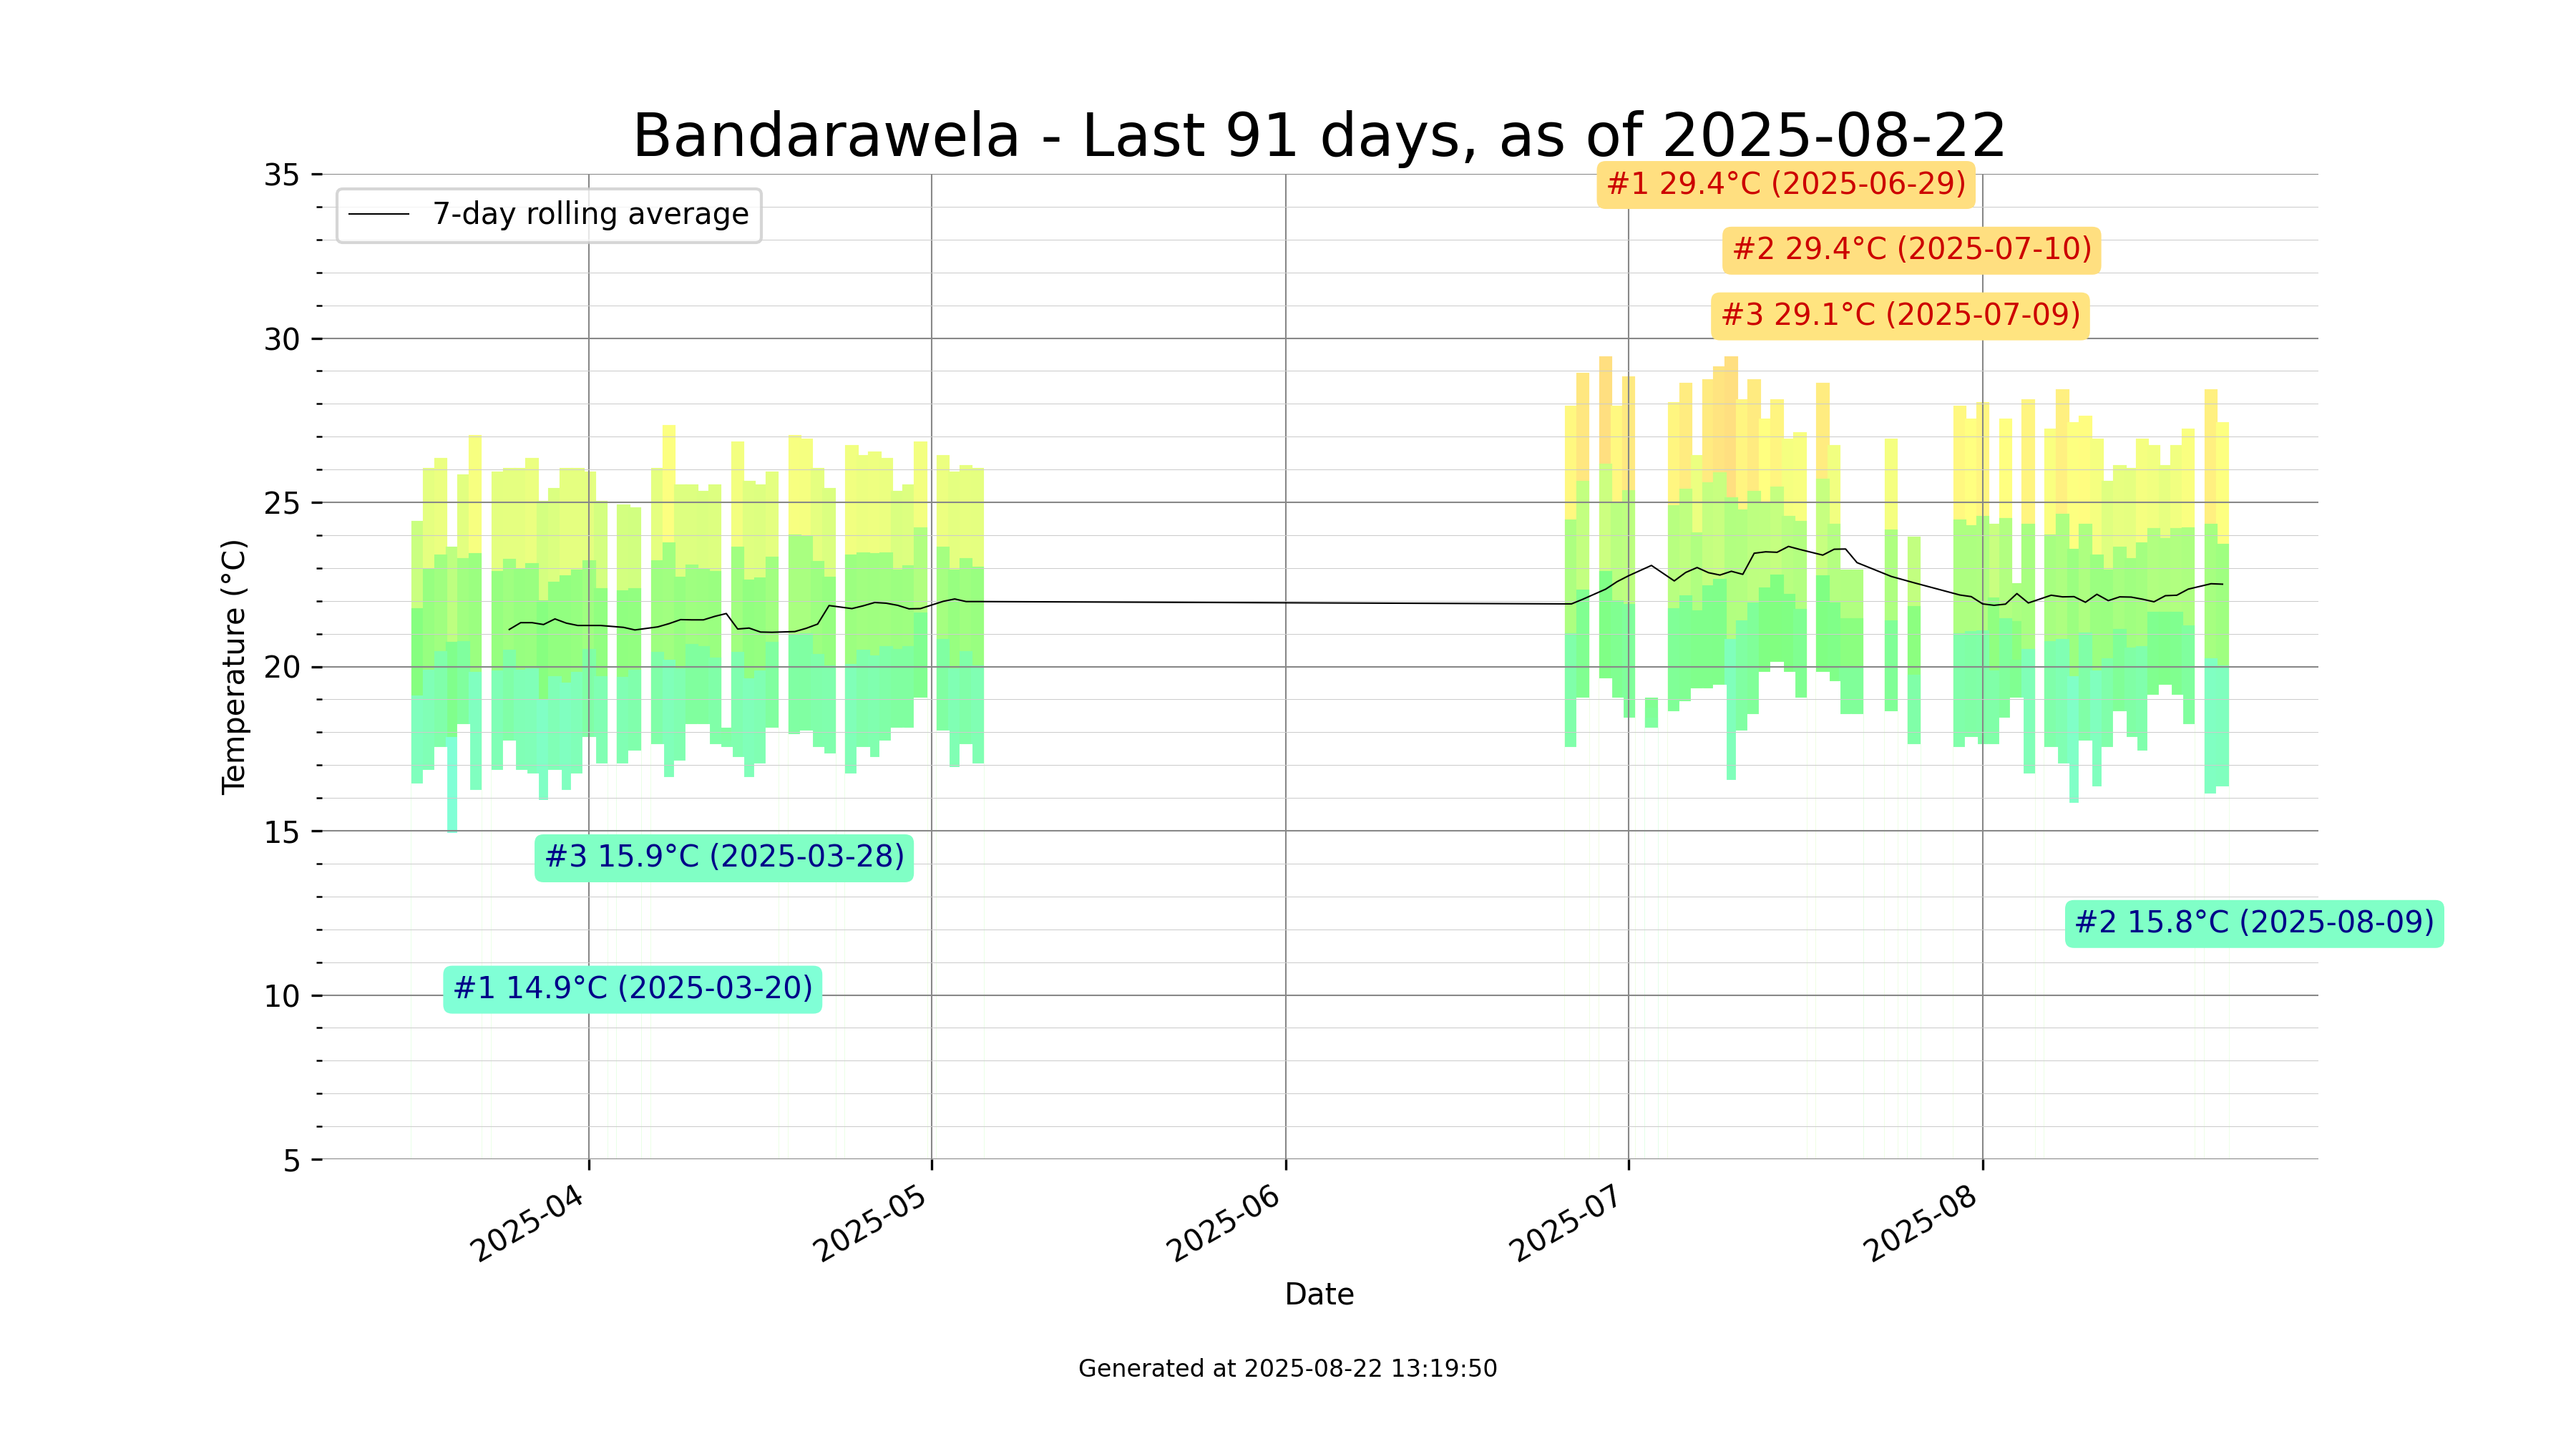 Bandarawela - Last 91 days, as of 2025-08-22
35
#1 29.4°C (2025-06-29)
7-day rolling average
#2 29.4°C (2025-07-10)
#3 29.1°C (2025-07-09)
30
25
Temperature (°C)
20
15
#3 15.9°C (2025-03-28)
#2 15.8°C (2025-08-09)
#1 14.9°C (2025-03-20)
10
5
2025-04
2025-05
2025-06
2025-07
2025-08
Date
Generated at 2025-08-22 13:19:50